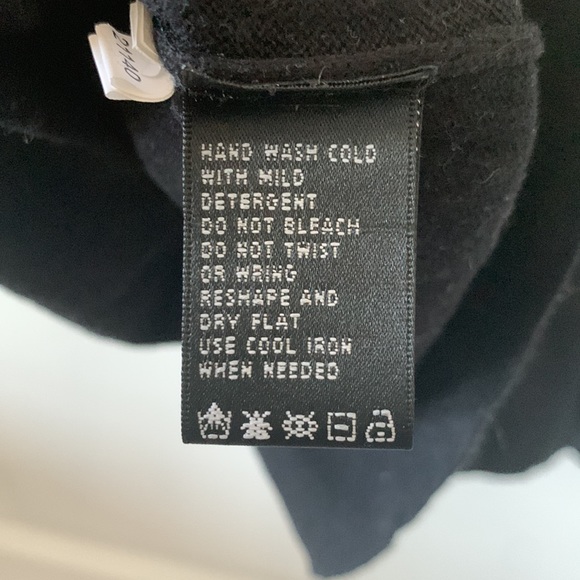 HAND WASH COLD
WITH MILD
DETERGENT
DO NOT BLEACH
DO NOT TWIST
OR WRING
RESHAPE AND
DRY FLAT
USE COOL IRON
WHEN NEEDED